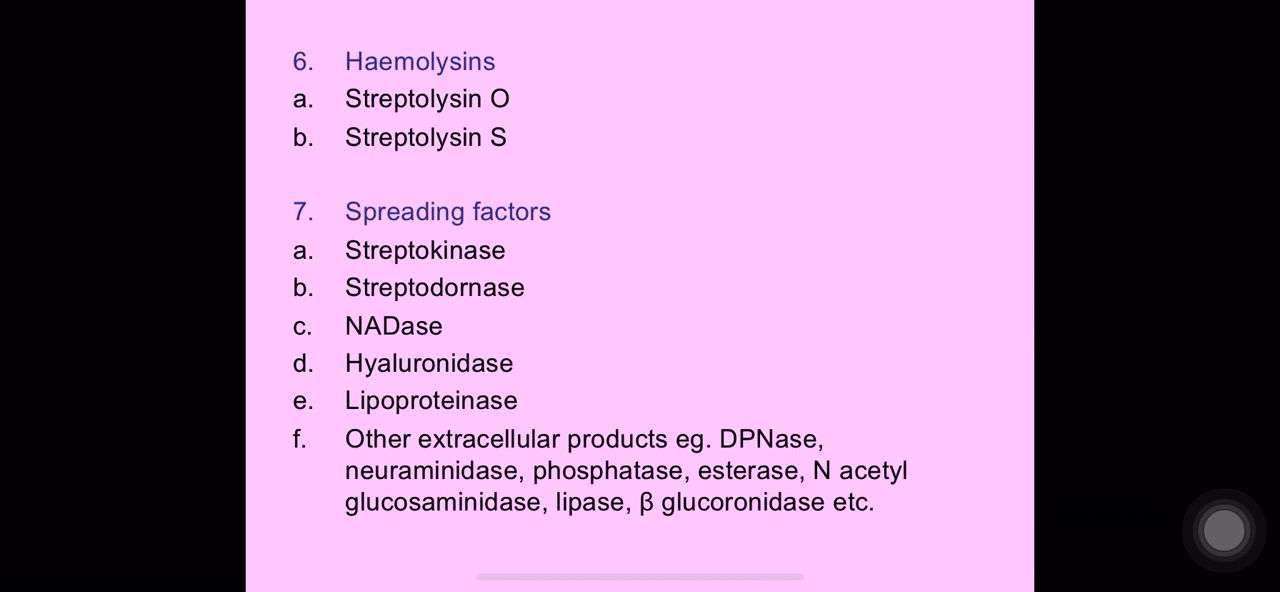 6. Haemolysins
a. Streptolysin O
b. Streptolysin S
7. Spreading factors
a. Streptokinase
b. Streptodornase
c. NADase
d. Hyaluronidase
e. Lipoproteinase
f. Other extracellular products eg. DPNase,
neuraminidase, phosphatase, esterase, N acetyl
glucosaminidase, lipase, β glucoronidase etc.